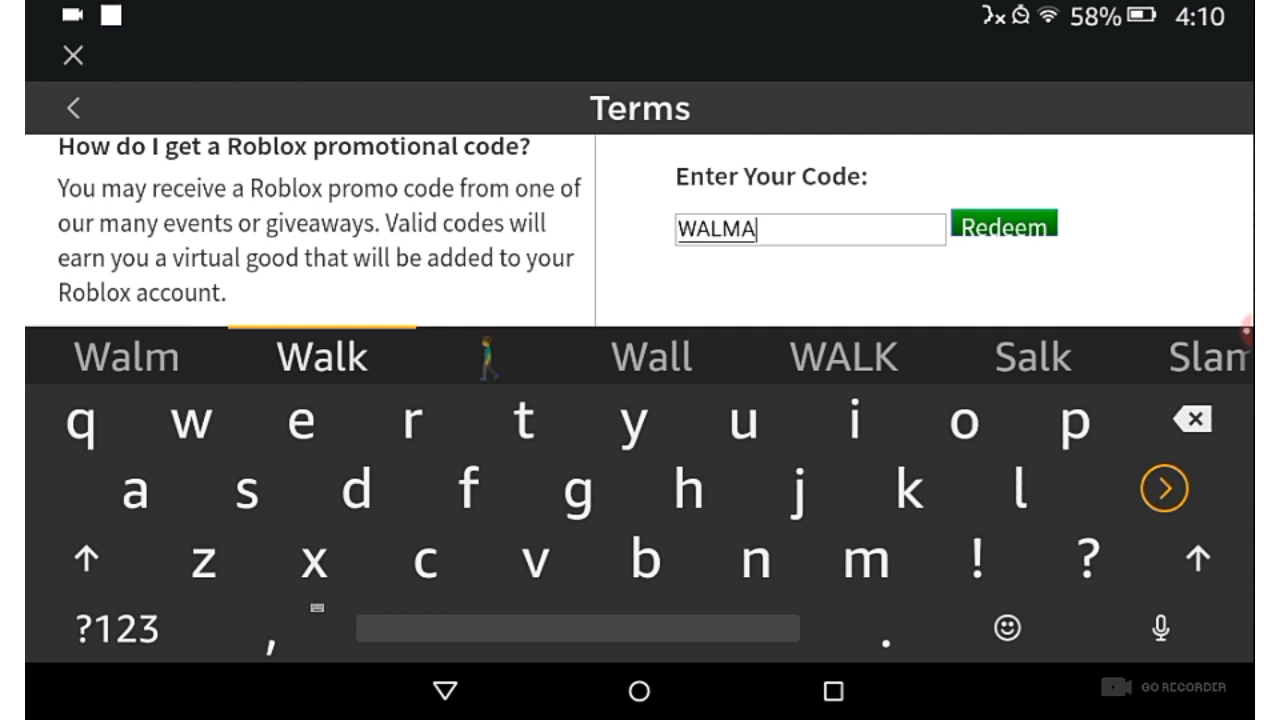 58% 4:10
Terms
How do I get a Roblox promotional code?
You may receive a Roblox promo code from one of
our many events or giveaways. Valid codes will
earn you a virtual good that will be added to your
Roblox account.
Enter Your Code:
WALMA Redeem
Walm Walk Wall WALK Salk Slam
q w e r t y u i o p
a s d f g h j k l
z x c v b n m ! ?
?123 , .
GO RECORDER